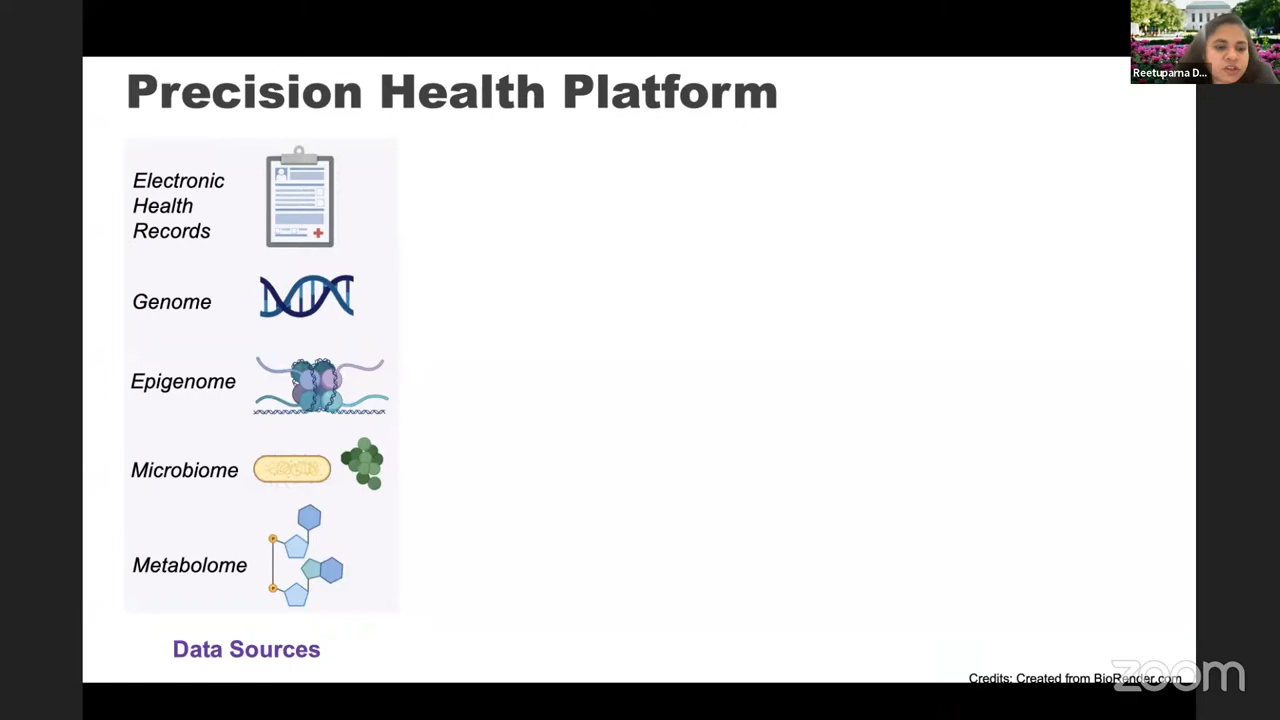 Precision Health Platform
Reetuparna D...
Electronic
Health
Records
Genome
Epigenome
Microbiome
Metabolome
Data Sources
Credits: Created from BioRender.com
zoom